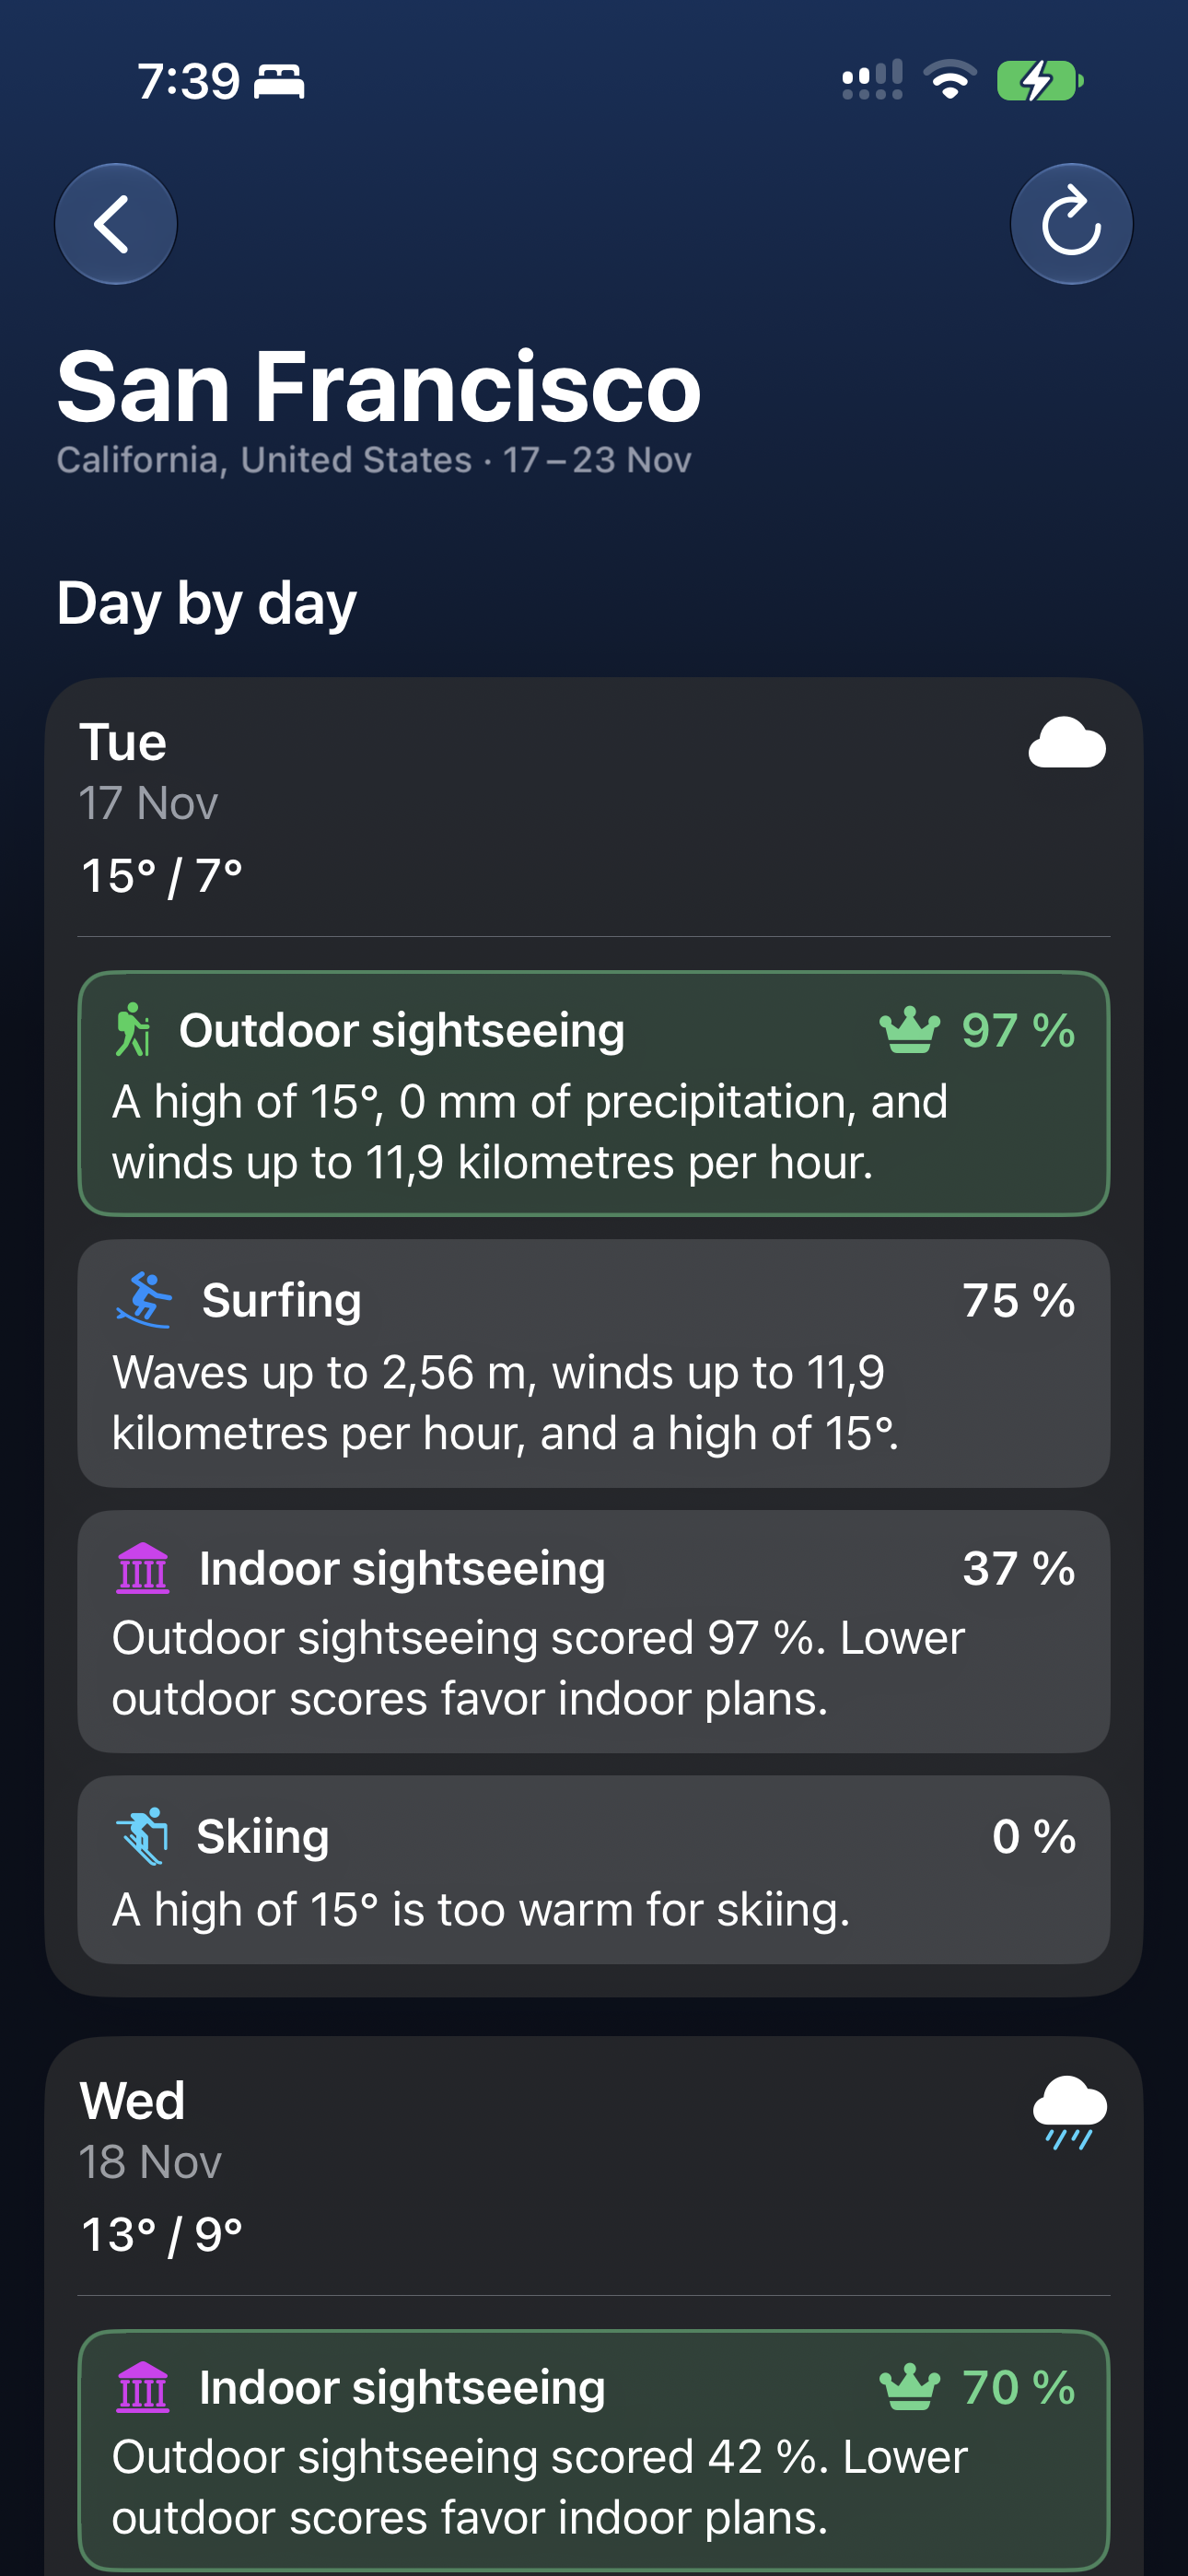 7:39
San Francisco
California, United States · 17 – 23 Nov
Day by day
Tue
17 Nov
15° / 7°
Outdoor sightseeing 97 %
A high of 15°, 0 mm of precipitation, and
winds up to 11,9 kilometres per hour.
Surfing 75 %
Waves up to 2,56 m, winds up to 11,9
kilometres per hour, and a high of 15°.
Indoor sightseeing 37 %
Outdoor sightseeing scored 97 %. Lower
outdoor scores favor indoor plans.
Skiing 0 %
A high of 15° is too warm for skiing.
Wed
18 Nov
13° / 9°
Indoor sightseeing 70 %
Outdoor sightseeing scored 42 %. Lower
outdoor scores favor indoor plans.